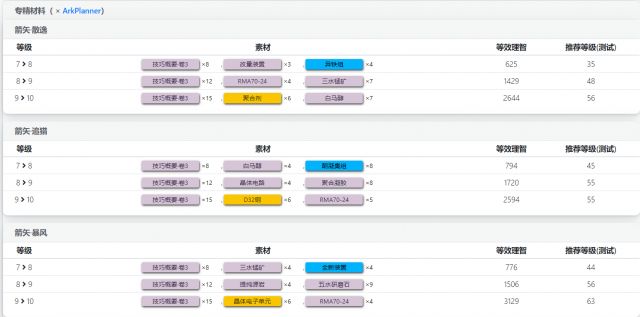 专精材料 ( × ArkPlanner)
箭矢·散逸
等级 素材 等效理智 推荐等级(测试)
7 > 8 技巧概要·卷3 ×8 , 改量装置 ×3 , 异铁组 ×4 625 35
8 > 9 技巧概要·卷3 ×12 , RMA70-24 ×4 , 三水锰矿 ×7 1429 48
9 > 10 技巧概要·卷3 ×15 , 聚合剂 ×6 , 白马醇 ×7 2644 56
箭矢·追猎
等级 素材 等效理智 推荐等级(测试)
7 > 8 技巧概要·卷3 ×8 , 白马醇 ×4 , 酮凝集组 ×8 794 45
8 > 9 技巧概要·卷3 ×12 , 晶体电路 ×4 , 聚合凝胶 ×8 1720 55
9 > 10 技巧概要·卷3 ×15 , D32钢 ×6 , RMA70-24 ×5 2594 55
箭矢·暴风
等级 素材 等效理智 推荐等级(测试)
7 > 8 技巧概要·卷3 ×8 , 三水锰矿 ×4 , 全新装置 ×4 776 44
8 > 9 技巧概要·卷3 ×12 , 提纯源岩 ×4 , 五水研磨石 ×9 1506 56
9 > 10 技巧概要·卷3 ×15 , 晶体电子单元 ×6 , RMA70-24 ×4 3129 63